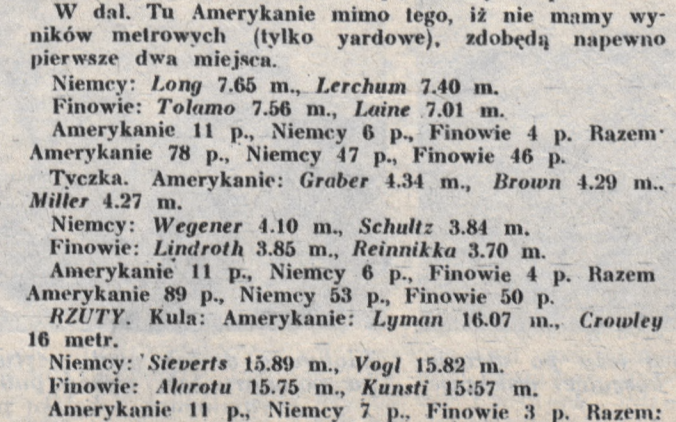 W dal. Tu Amerykanie mimo tego, iż nie mamy wy-
ników metrowych (tylko yardowe), zdobędą napewno
pierwsze dwa miejsca.
Niemcy: Long 7.65 m., Lerchum 7.40 m.
Finowie: Tolamo 7.56 m., Laine 7.01 m.
Amerykanie 11 p., Niemcy 6 p., Finowie 4 p. Razem·
Amerykanie 78 p., Niemcy 47 p., Finowie 46 p.
Tyczka. Amerykanie: Graber 4.34 m., Brown 4.29 m..
Miller 4.27 m.
Niemcy: Wegener 4.10 m., Schultz 3.84 m.
Finowie: Lindroth 3.85 m., Reinnikka 3.70 m.
Amerykanie 11 p., Niemcy 6 p., Finowie 4 p. Razem
Amerykanie 89 p., Niemcy 53 p., Finowie 50 p.
RZUTY. Kula: Amerykanie: Lyman 16.07 m., Crowley
16 metr.
Niemcy: Sieverts 15.89 m., Vogl 15.82 m.
Finowie: Alarotu 15.75 m., Kunsti 15:57 m.
Amerykanie 11 p., Niemcy 7 p., Finowie 3 p. Razem: